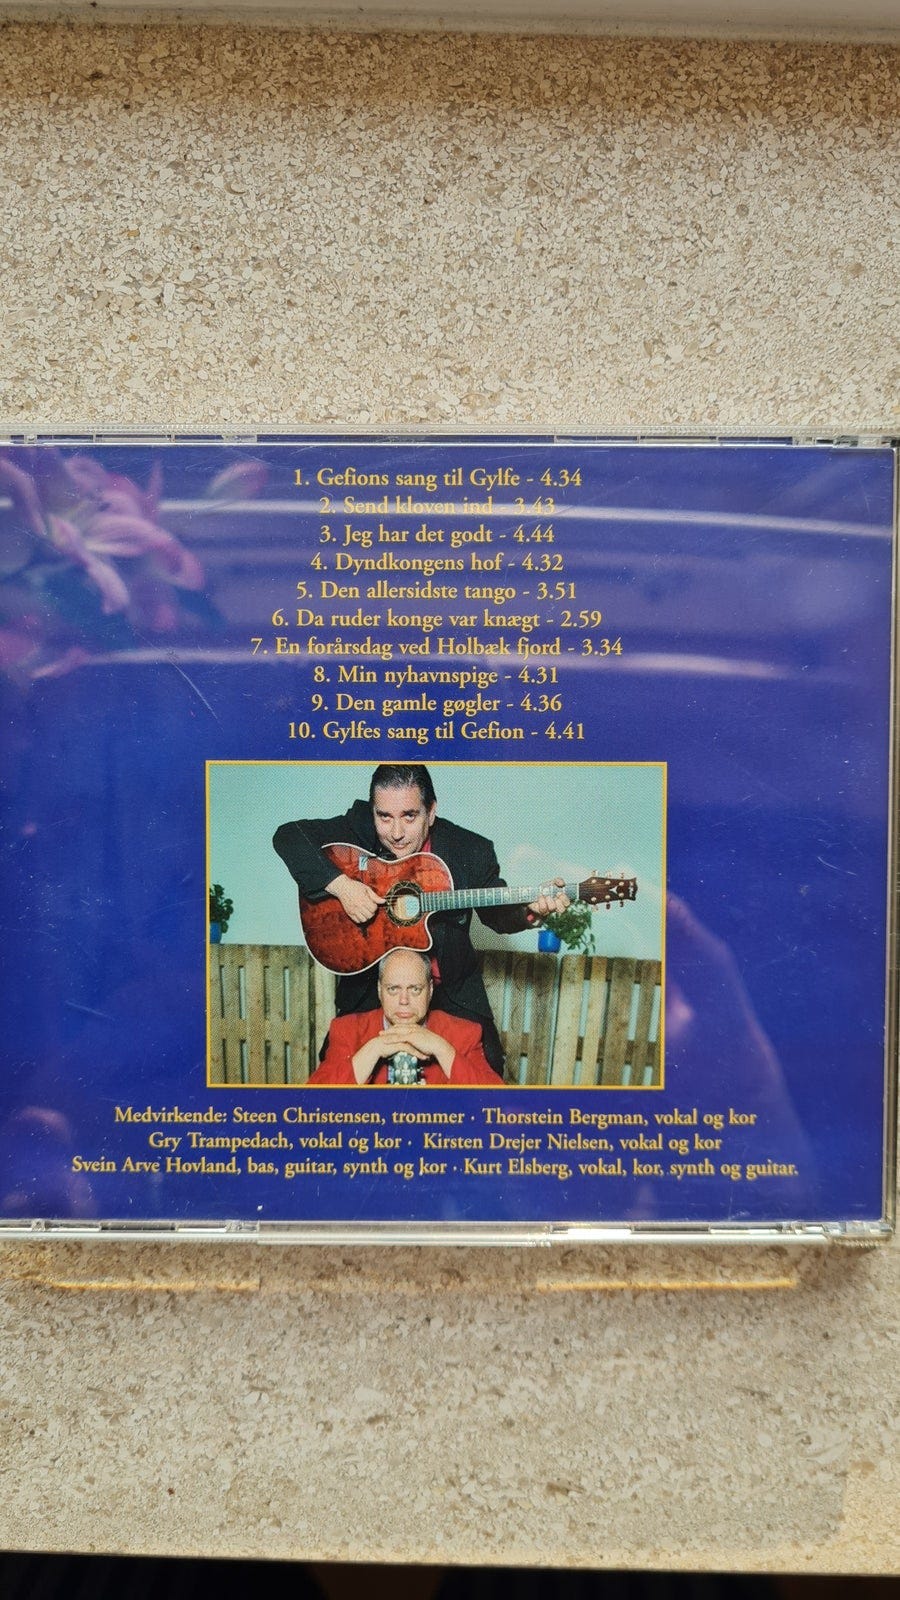 1. Gefions sang til Gylfe - 4.34
2. Send kloven ind - 3.43
3. Jeg har det godt - 4.44
4. Dyndkongens hof - 4.32
5. Den allersidste tango - 3.51
6. Da ruder konge var knægt - 2.59
7. En forårsdag ved Holbæk fjord - 3.34
8. Min nyhavnspige - 4.31
9. Den gamle gøgler - 4.36
10. Gylfes sang til Gefion - 4.41
Medvirkende: Steen Christensen, trommer · Thorstein Bergman, vokal og kor
Gry Trampedach, vokal og kor · Kirsten Drejer Nielsen, vokal og kor
Svein Arve Hovland, bas, guitar, synth og kor · Kurt Elsberg, vokal, kor, synth og guitar.